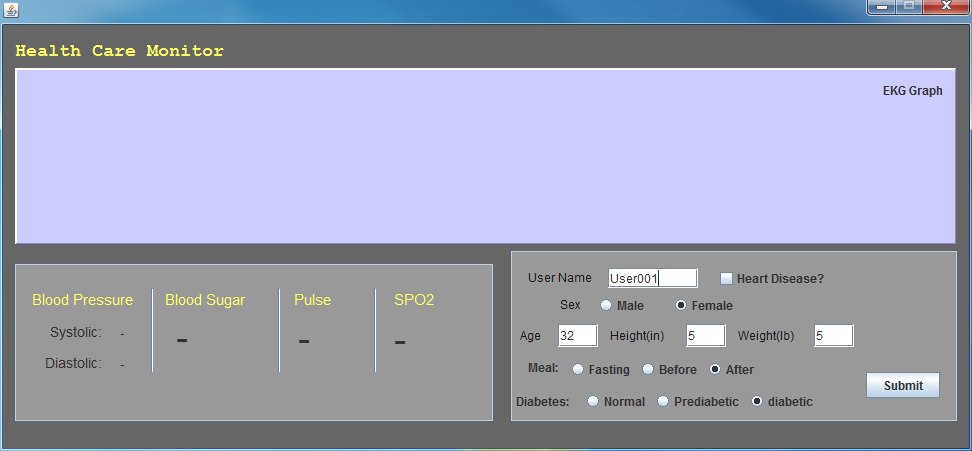 Health Care Monitor
EKG Graph
Blood Pressure Blood Sugar Pulse SPO2
Systolic: -
- - -
Diastolic: -
User Name User001 Heart Disease?
Sex Male Female
Age 32 Height(in) 5 Weight(lb) 5
Meal: Fasting Before After
Submit
Diabetes: Normal Prediabetic diabetic